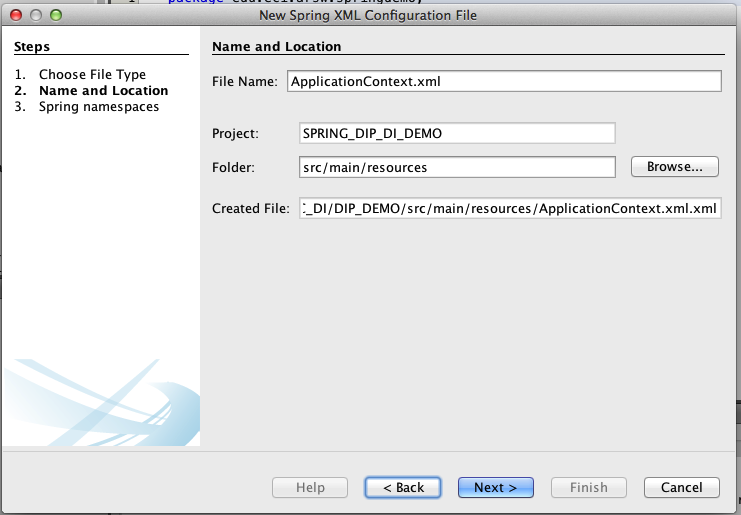 New Spring XML Configuration File
Steps
1. Choose File Type
2. Name and Location
3. Spring namespaces
Name and Location
File Name: ApplicationContext.xml
Project: SPRING_DIP_DI_DEMO
Folder: src/main/resources Browse...
Created File: _DI/DIP_DEMO/src/main/resources/ApplicationContext.xml.xml
Help < Back Next > Finish Cancel